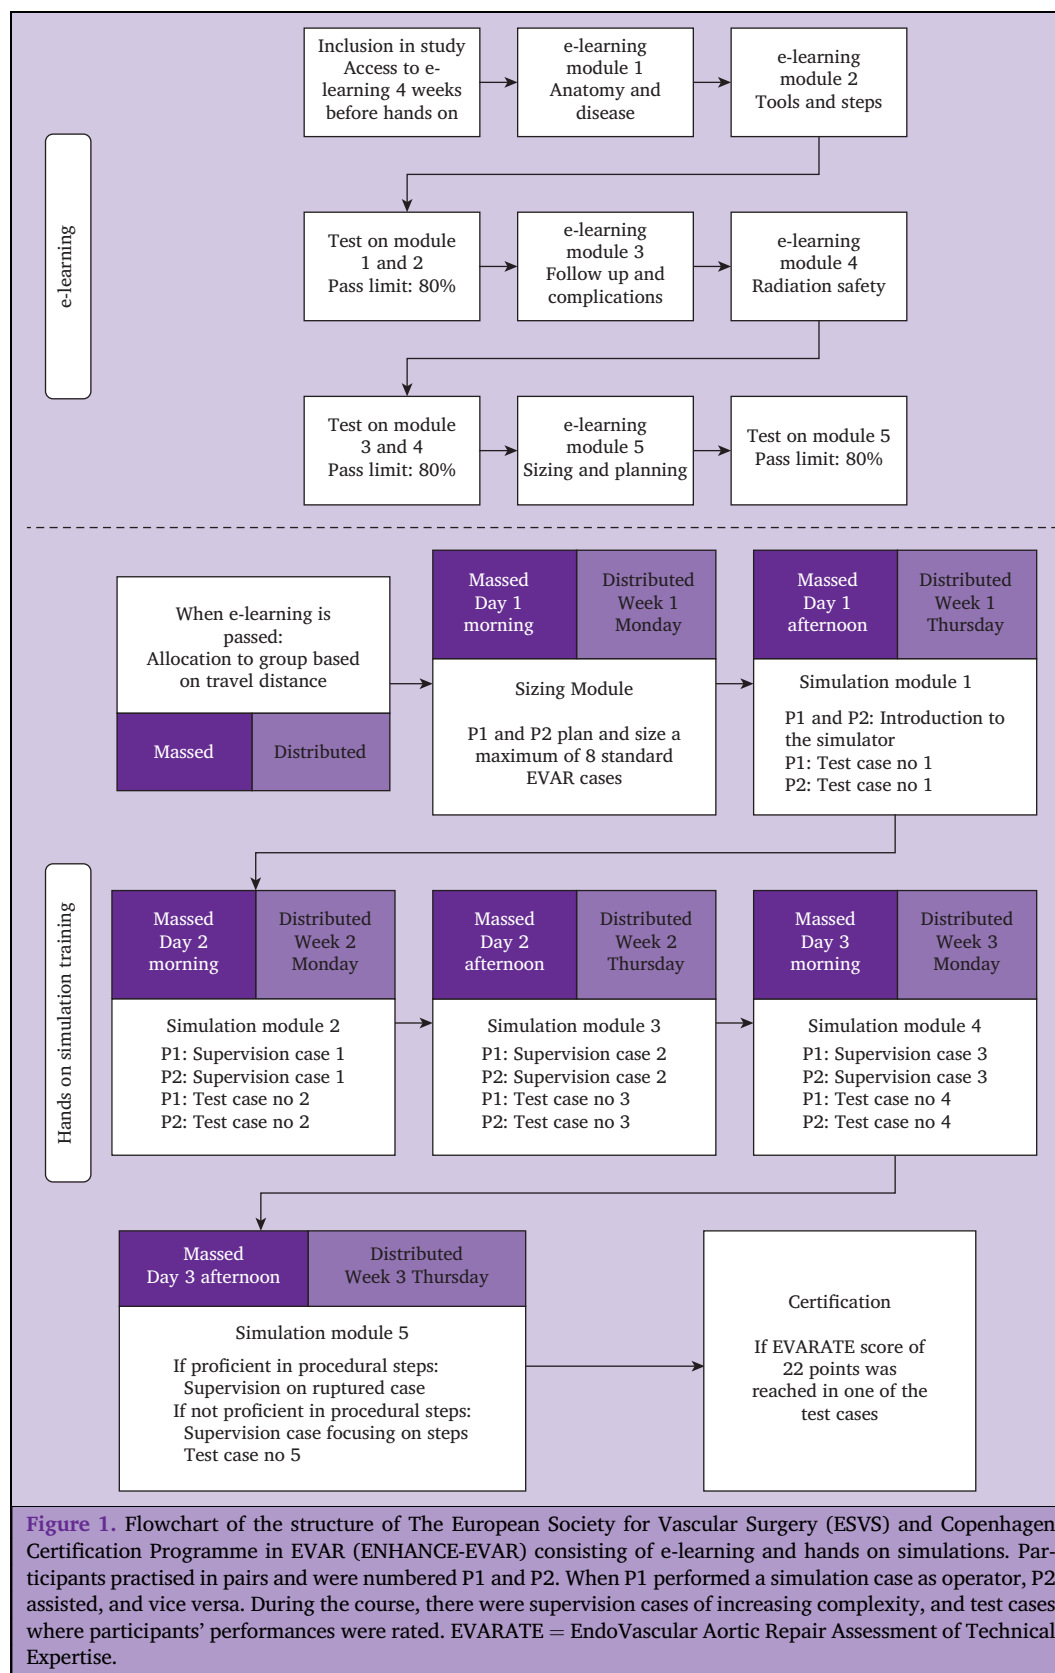 Inclusion in study
Access to e-
learning 4 weeks
before hands on
e-learning
module 1
Anatomy and
disease
e-learning
module 2
Tools and steps
e-learning
Test on module
1 and 2
Pass limit: 80%
e-learning
module 3
Follow up and
complications
e-learning
module 4
Radiation safety
Test on module
3 and 4
Pass limit: 80%
e-learning
module 5
Sizing and planning
Test on module 5
Pass limit: 80%
When e-learning is
passed:
Allocation to group based
on travel distance
Massed
Distributed
Massed
Day 1
morning
Distributed
Week 1
Monday
Sizing Module
P1 and P2 plan and size a
maximum of 8 standard
EVAR cases
Massed
Day 1
afternoon
Distributed
Week 1
Thursday
Simulation module 1
P1 and P2: Introduction to
the simulator
P1: Test case no 1
P2: Test case no 1
Hands on simulation training
Massed
Day 2
morning
Distributed
Week 2
Monday
Simulation module 2
P1: Supervision case 1
P2: Supervision case 1
P1: Test case no 2
P2: Test case no 2
Massed
Day 2
afternoon
Distributed
Week 2
Thursday
Simulation module 3
P1: Supervision case 2
P2: Supervision case 2
P1: Test case no 3
P2: Test case no 3
Massed
Day 3
morning
Distributed
Week 3
Monday
Simulation module 4
P1: Supervision case 3
P2: Supervision case 3
P1: Test case no 4
P2: Test case no 4
Massed
Day 3 afternoon
Distributed
Week 3 Thursday
Simulation module 5
If proficient in procedural steps:
Supervision on ruptured case
If not proficient in procedural steps:
Supervision case focusing on steps
Test case no 5
Certification
If EVARATE score of
22 points was
reached in one of the
test cases
Figure 1. Flowchart of the structure of The European Society for Vascular Surgery (ESVS) and Copenhagen
Certification Programme in EVAR (ENHANCE-EVAR) consisting of e-learning and hands on simulations. Par-
ticipants practised in pairs and were numbered P1 and P2. When P1 performed a simulation case as operator, P2
assisted, and vice versa. During the course, there were supervision cases of increasing complexity, and test cases
where participants' performances were rated. EVARATE = EndoVascular Aortic Repair Assessment of Technical
Expertise.